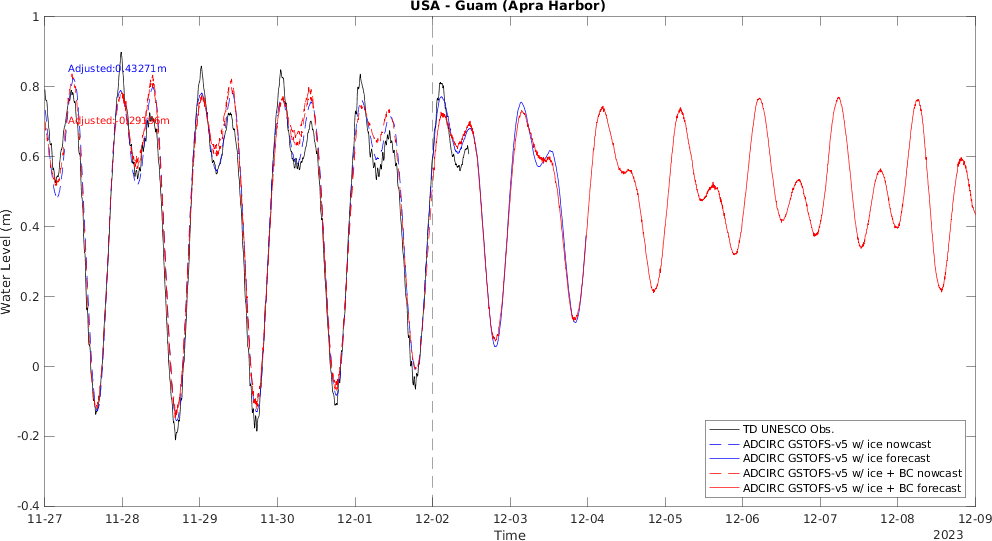 USA - Guam (Apra Harbor)
Adjusted:0.43271m
Water Level (m)
1
0.8
0.6
0.4
0.2
0
-0.2
-0.4
11-27
11-28
11-29
11-30
12-01
12-02
12-03
12-04
12-05
12-06
12-07
12-08
12-09
Time
2023
TD UNESCO Obs.
ADCIRC GSTOFS-v5 w/ ice nowcast
ADCIRC GSTOFS-v5 w/ ice forecast
ADCIRC GSTOFS-v5 w/ ice + BC nowcast
ADCIRC GSTOFS-v5 w/ ice + BC forecast